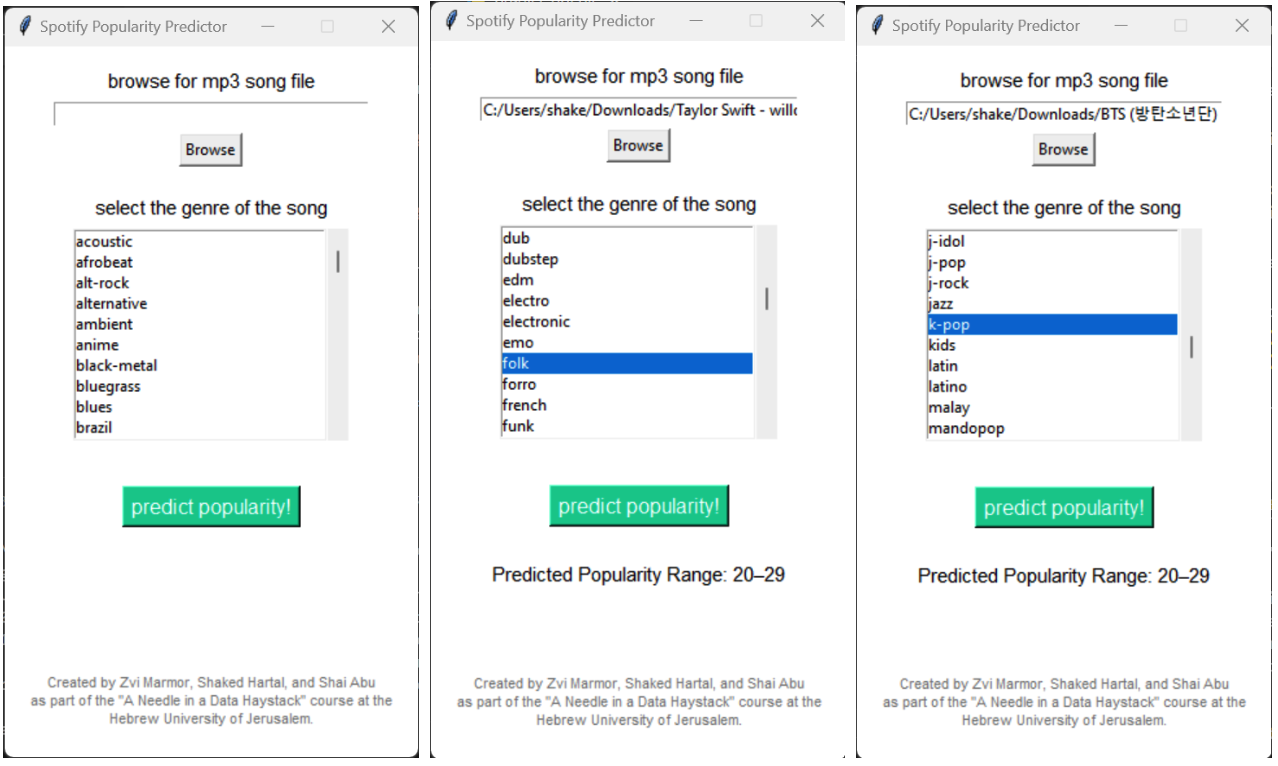 Spotify Popularity Predictor
browse for mp3 song file
Browse
select the genre of the song
acoustic
afrobeat
alt-rock
alternative
ambient
anime
black-metal
bluegrass
blues
brazil
predict popularity!
Created by Zvi Marmor, Shaked Hartal, and Shai Abu
as part of the "A Needle in a Data Haystack" course at the
Hebrew University of Jerusalem.
Spotify Popularity Predictor
browse for mp3 song file
C:/Users/shake/Downloads/Taylor Swift - willo
Browse
select the genre of the song
dub
dubstep
edm
electro
electronic
emo
folk
forro
french
funk
predict popularity!
Predicted Popularity Range: 20–29
Created by Zvi Marmor, Shaked Hartal, and Shai Abu
as part of the "A Needle in a Data Haystack" course at the
Hebrew University of Jerusalem.
Spotify Popularity Predictor
browse for mp3 song file
C:/Users/shake/Downloads/BTS (방탄소년단)
Browse
select the genre of the song
j-idol
j-pop
j-rock
jazz
k-pop
kids
latin
latino
malay
mandopop
predict popularity!
Predicted Popularity Range: 20–29
Created by Zvi Marmor, Shaked Hartal, and Shai Abu
as part of the "A Needle in a Data Haystack" course at the
Hebrew University of Jerusalem.